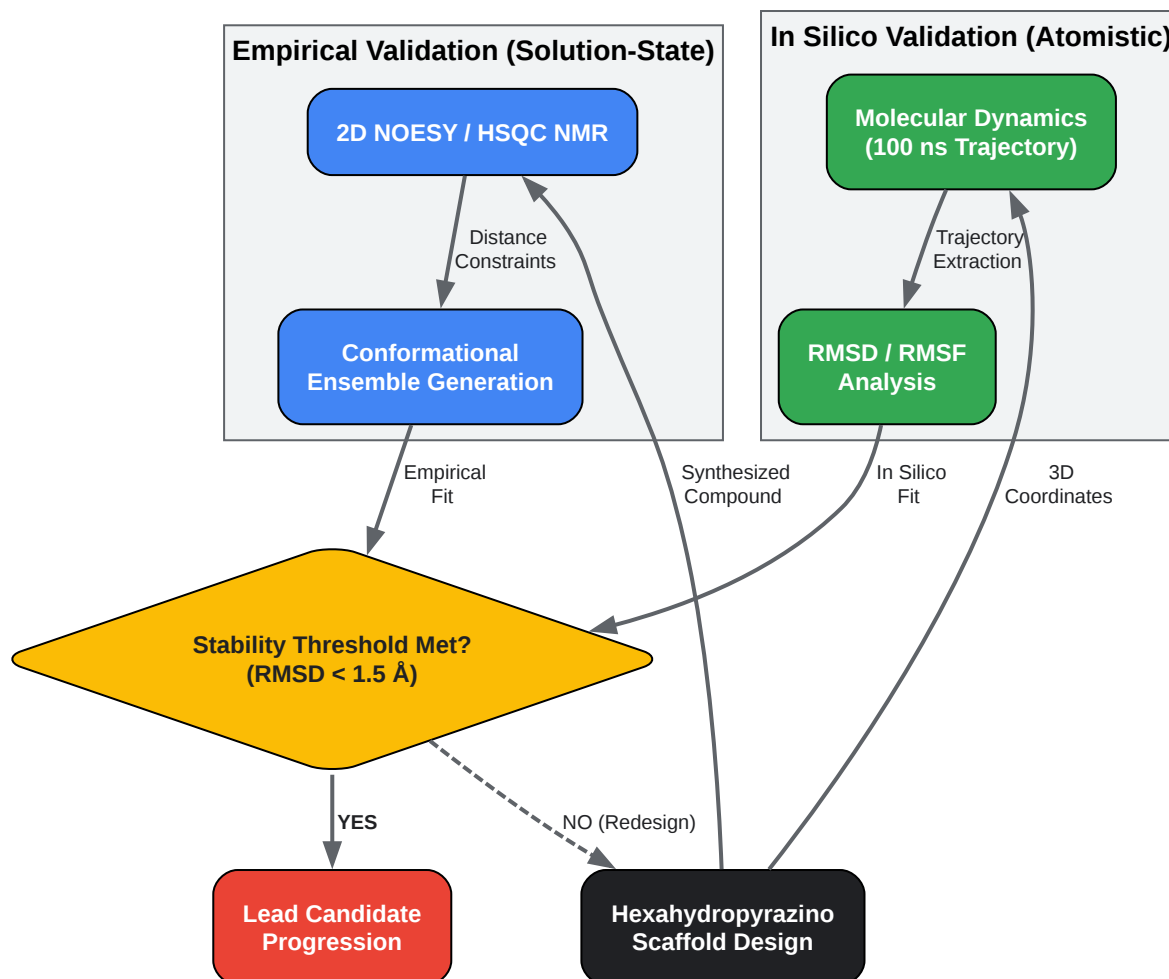 Empirical Validation (Solution-State)
In Silico Validation (Atomistic)
2D NOESY / HSQC NMR
Molecular Dynamics
(100 ns Trajectory)
Distance
Constraints
Trajectory
Extraction
Conformational
Ensemble Generation
RMSD / RMSF
Analysis
Empirical
Fit
Synthesized
Compound
In Silico
Fit
3D
Coordinates
Stability Threshold Met?
(RMSD < 1.5 Å)
YES
NO (Redesign)
Lead Candidate
Progression
Hexahydropyrazino
Scaffold Design